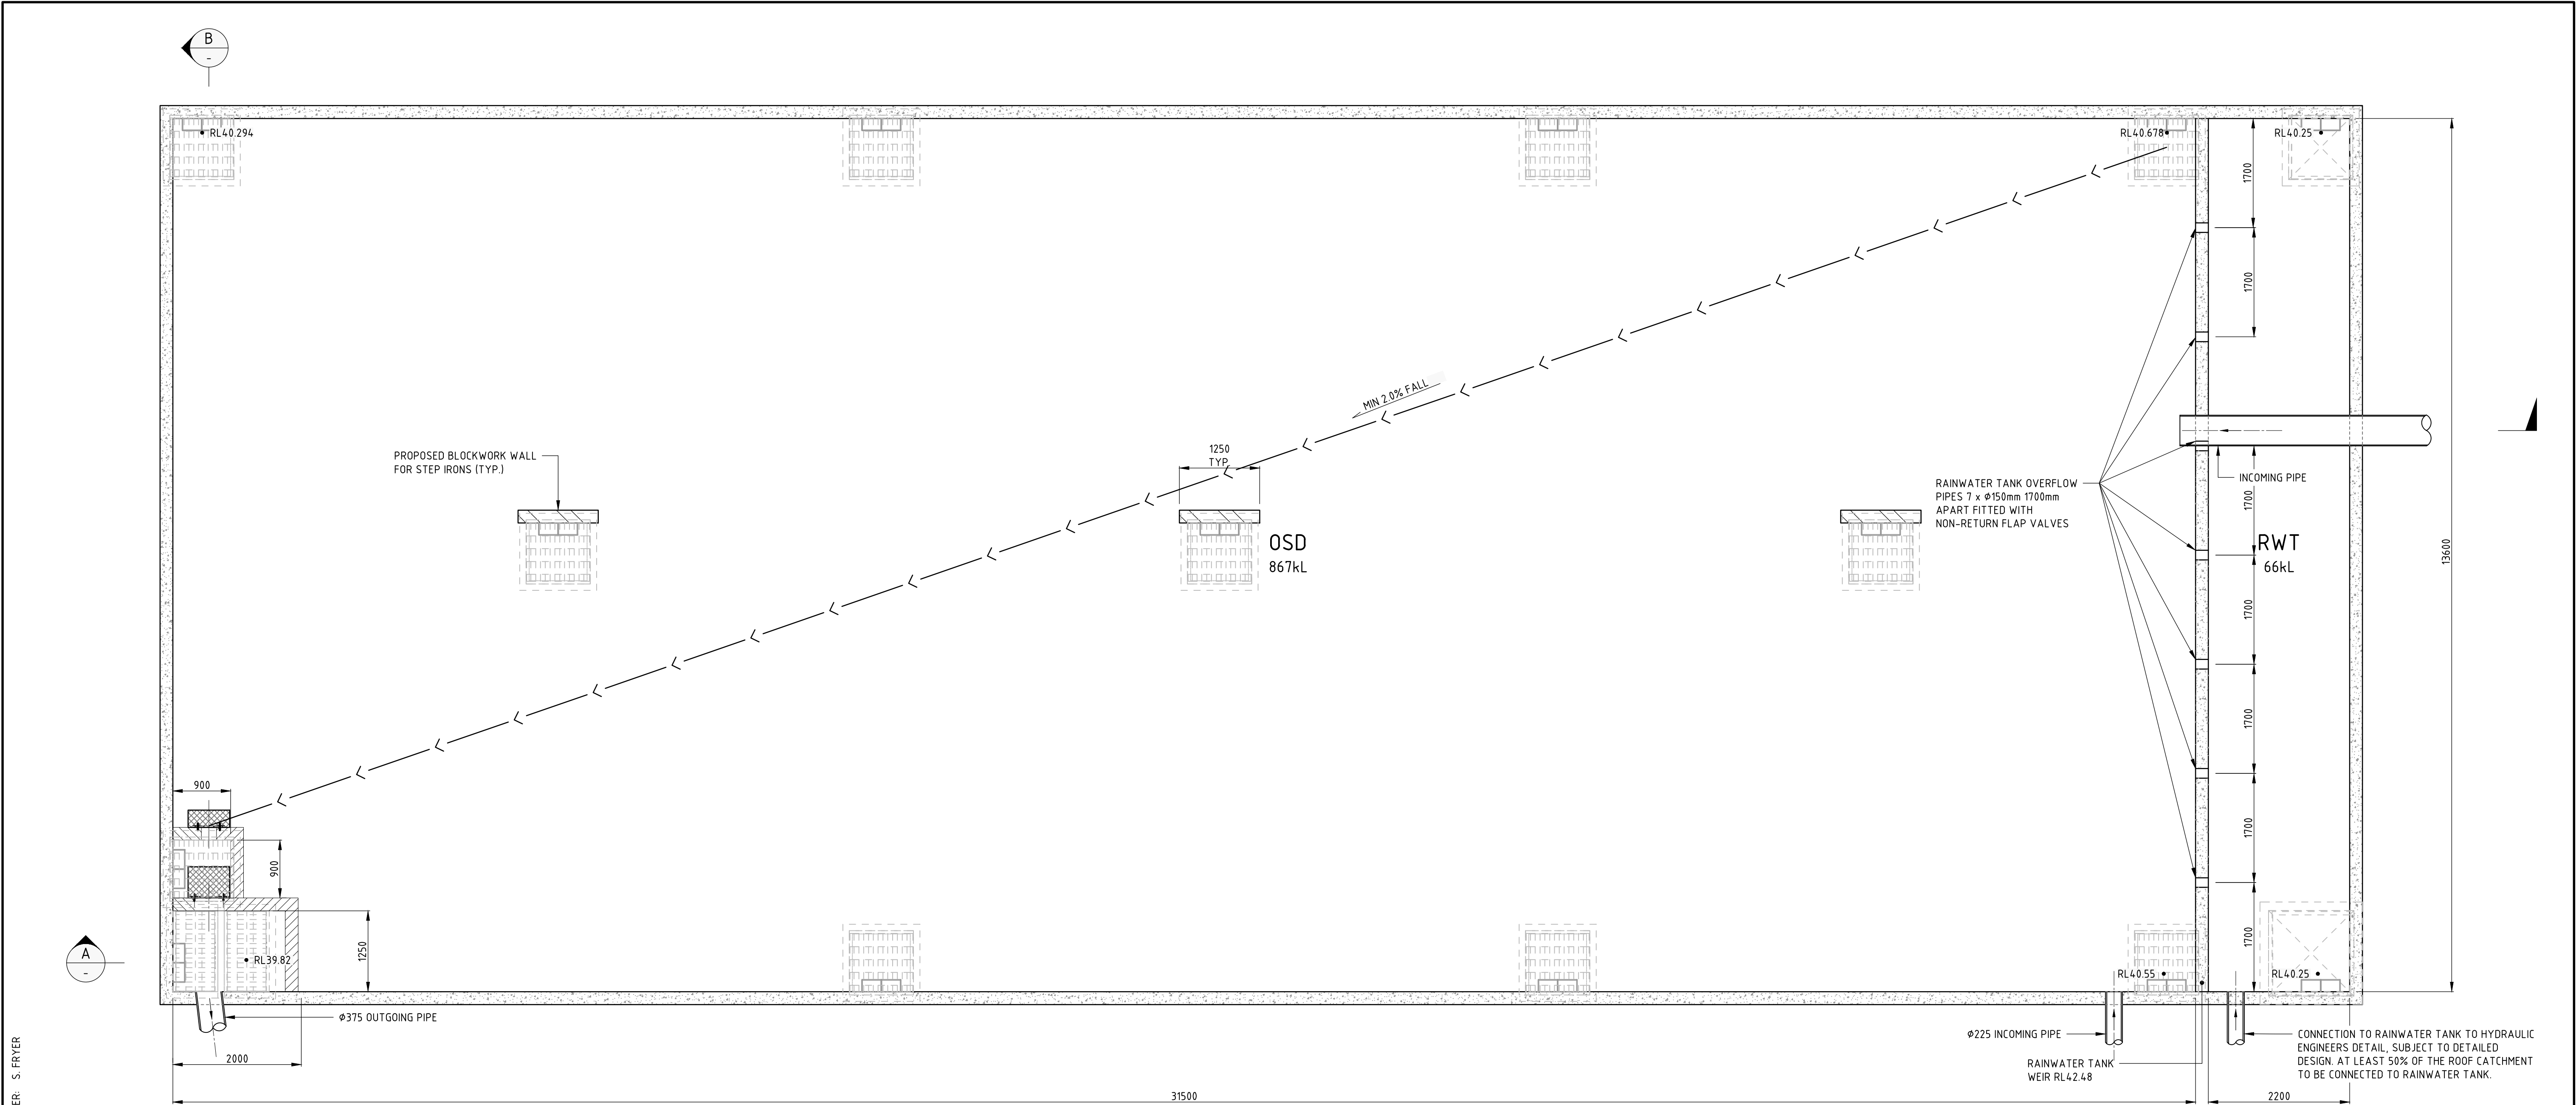 B
-
RL40.294
RL40.678
RL40.25
1700
1700
13600
MIN 2.0% FALL
1250
TYP.
PROPOSED BLOCKWORK WALL
FOR STEP IRONS (TYP.)
INCOMING PIPE
RAINWATER TANK OVERFLOW
PIPES 7 x Ø150mm 1700mm
APART FITTED WITH
NON-RETURN FLAP VALVES
1700
OSD
867kL
RWT
66kL
1700
1700
1700
1700
900
900
1250
A
-
RL39.82
RL40.55
RL40.25
Ø375 OUTGOING PIPE
2000
Ø225 INCOMING PIPE
RAINWATER TANK
WEIR RL42.48
CONNECTION TO RAINWATER TANK TO HYDRAULIC
ENGINEERS DETAIL, SUBJECT TO DETAILED
DESIGN. AT LEAST 50% OF THE ROOF CATCHMENT
TO BE CONNECTED TO RAINWATER TANK.
31500
2200
ER: S. FRYER